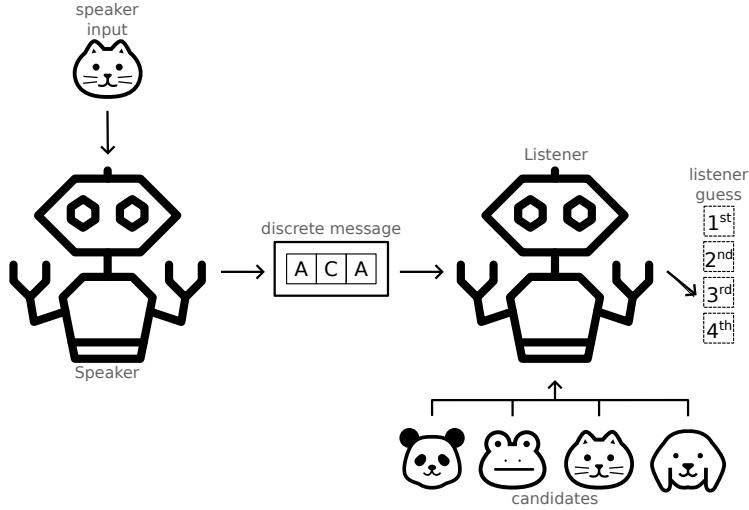 speaker
input
Listener
listener
guess
1st
discrete message
2nd
A C A
3rd
4th
Speaker
candidates